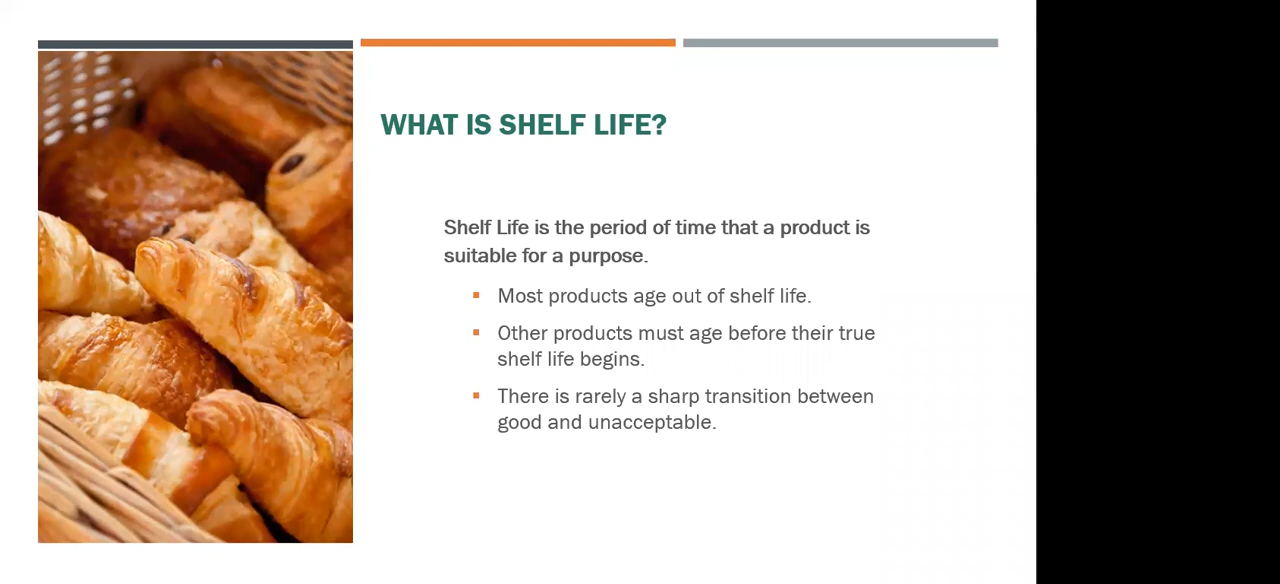 WHAT IS SHELF LIFE?
Shelf Life is the period of time that a product is
suitable for a purpose.
▪ Most products age out of shelf life.
▪ Other products must age before their true
shelf life begins.
▪ There is rarely a sharp transition between
good and unacceptable.